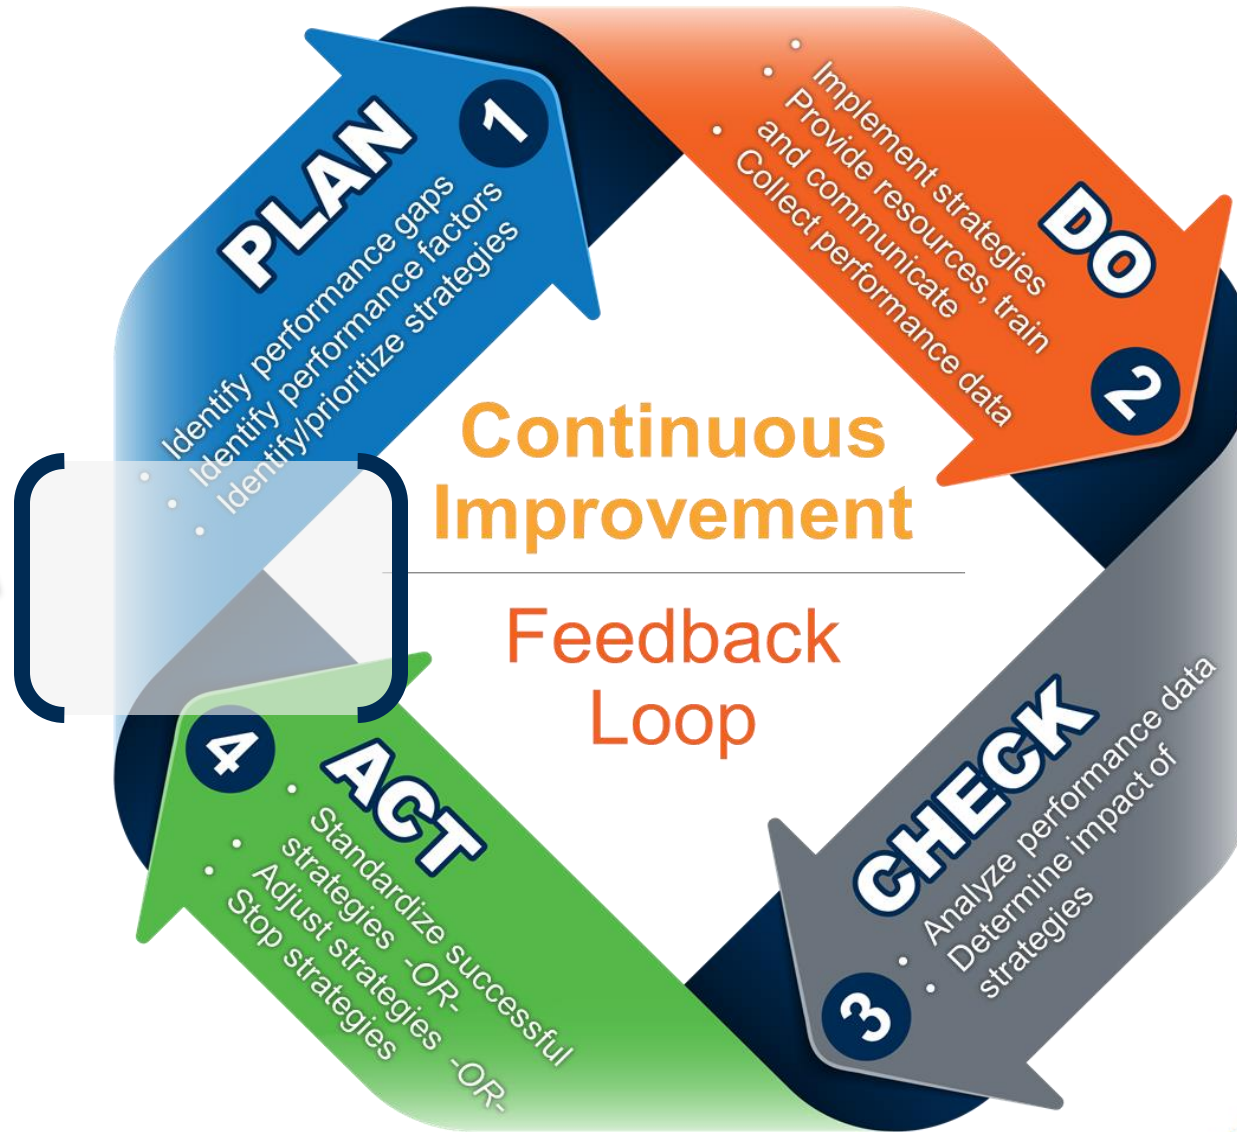 1
PLAN
• Identify performance gaps
• Identify performance factors
• Identify/prioritize strategies
• Implement strategies
• Provide resources, train
and communicate
• Collect performance data
DO
2
Continuous
Improvement
Feedback
Loop
CHECK
• Analyze performance data
• Determine impact of
strategies
3
4
ACT
• Standardize successful
strategies -OR-
• Adjust strategies -OR-
• Stop strategies